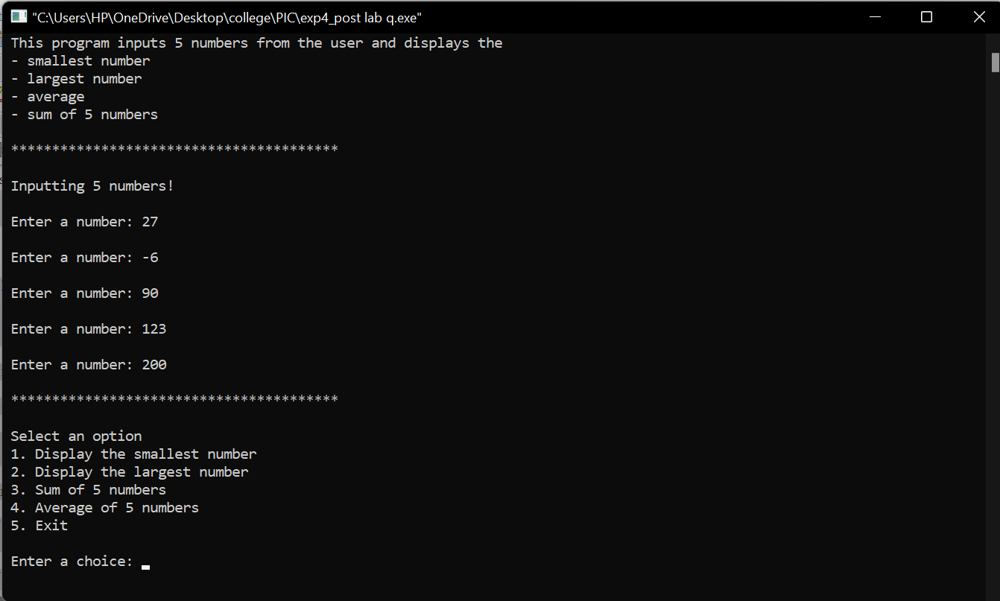 "C:\Users\HP\OneDrive\Desktop\college\PIC\exp4_post lab q.exe"
This program inputs 5 numbers from the user and displays the
- smallest number
- largest number
- average
- sum of 5 numbers
****************************************
Inputting 5 numbers!
Enter a number: 27
Enter a number: -6
Enter a number: 90
Enter a number: 123
Enter a number: 200
****************************************
Select an option
1. Display the smallest number
2. Display the largest number
3. Sum of 5 numbers
4. Average of 5 numbers
5. Exit
Enter a choice: